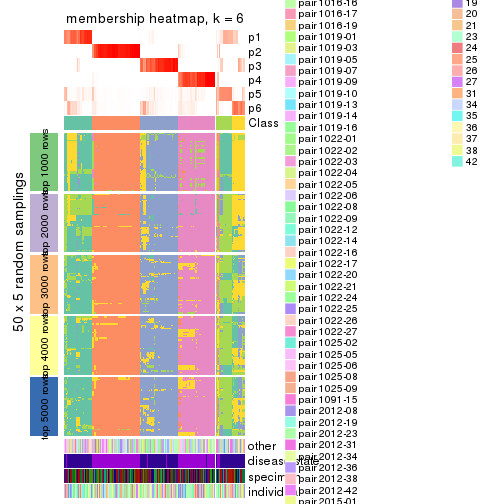 membership heatmap, k = 6
p1
p2
p3
p4
p5
p6
Class
50 x 5 random samplings
top 1000 rows
top 2000 rows
top 3000 rows
top 4000 rows
top 5000 rows
other
disease.state
individ
pair1016-16
pair1016-17
pair1016-19
pair1019-01
pair1019-03
pair1019-05
pair1019-07
pair1019-09
pair1019-10
pair1019-13
pair1019-14
pair1019-16
pair1022-01
pair1022-02
pair1022-03
pair1022-04
pair1022-05
pair1022-06
pair1022-08
pair1022-09
pair1022-12
pair1022-14
pair1022-16
pair1022-17
pair1022-20
pair1022-21
pair1022-24
pair1022-25
pair1022-26
pair1022-27
pair1025-02
pair1025-05
pair1025-06
pair1025-08
pair1025-09
pair1091-15
pair2012-08
pair2012-19
pair2012-23
pair2012-31
pair2012-34
pair2012-36
pair2012-38
pair2012-42
pair2015-01
19
20
21
23
24
25
26
27
31
34
35
36
37
38
42